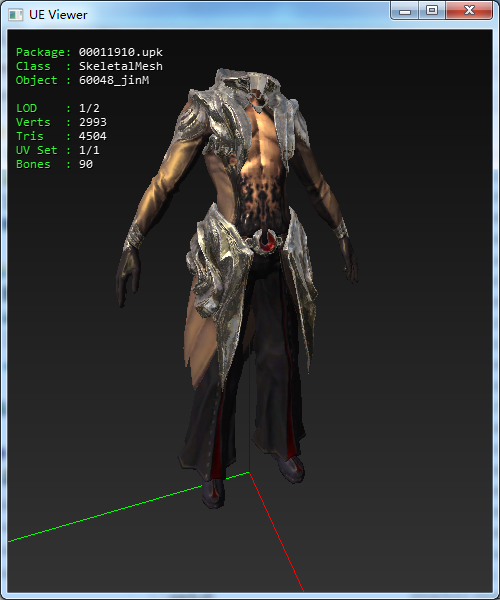 UE Viewer
Package: 00011910.upk
Class : SkeletalMesh
Object : 60048_jinM
LOD : 1/2
Verts : 2993
Tris : 4504
UV Set : 1/1
Bones : 90